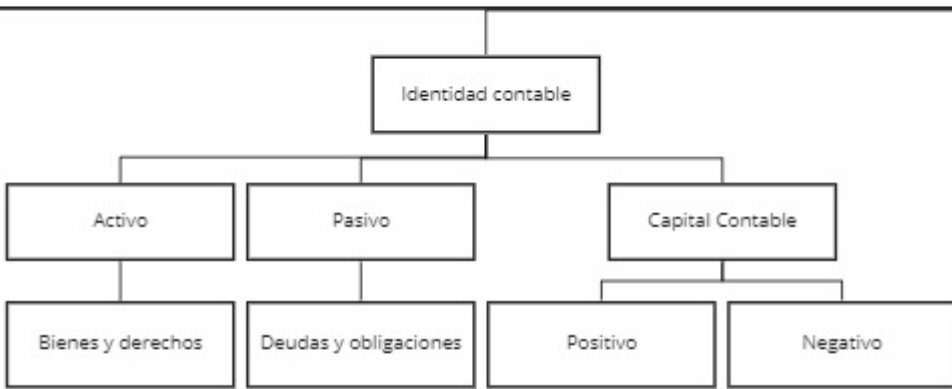 Identidad contable
Activo
Pasivo
Capital Contable
Bienes y derechos
Deudas y obligaciones
Positivo
Negativo